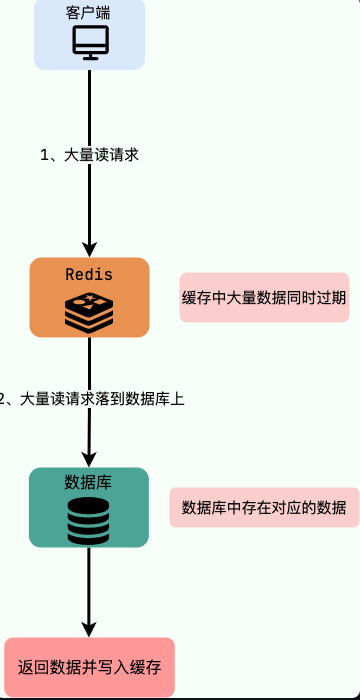 客户端
1、大量读请求
Redis
缓存中大量数据同时过期
2、大量读请求落到数据库上
数据库
数据库中存在对应的数据
返回数据并写入缓存